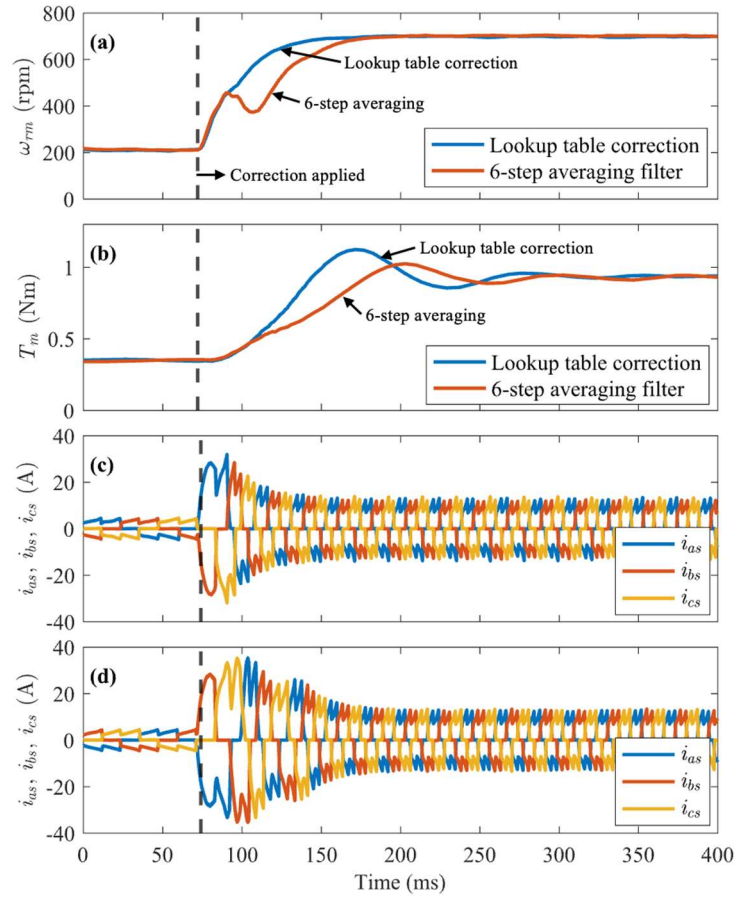 800
600
400
200
0
ω_rm (rpm)
(a)
Lookup table correction
6-step averaging
Correction applied
Lookup table correction
6-step averaging filter
1
0.5
0
T_m (Nm)
(b)
Lookup table correction
6-step averaging
Lookup table correction
6-step averaging filter
40
20
0
-20
-40
i_as, i_bs, i_cs (A)
(c)
i_as
i_bs
i_cs
40
20
0
-20
-40
i_as, i_bs, i_cs (A)
(d)
i_as
i_bs
i_cs
0 50 100 150 200 250 300 350 400
Time (ms)